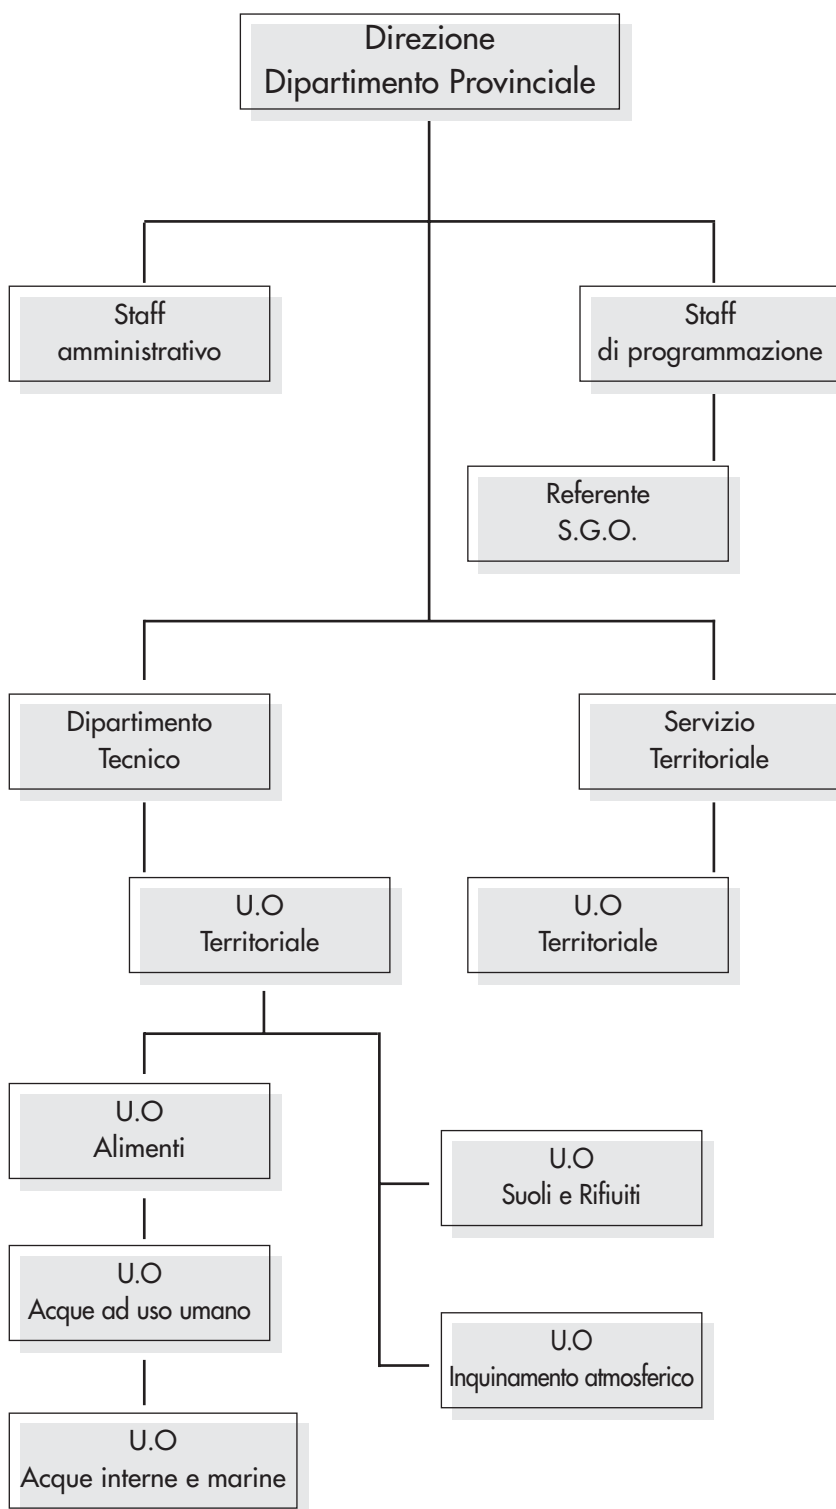 Direzione
Dipartimento Provinciale
Staff
amministrativo
Staff
di programmazione
Referente
S.G.O.
Dipartimento
Tecnico
Servizio
Territoriale
U.O
Territoriale
U.O
Territoriale
U.O
Alimenti
U.O
Suoli e Rifiuiti
U.O
Acque ad uso umano
U.O
Inquinamento atmosferico
U.O
Acque interne e marine